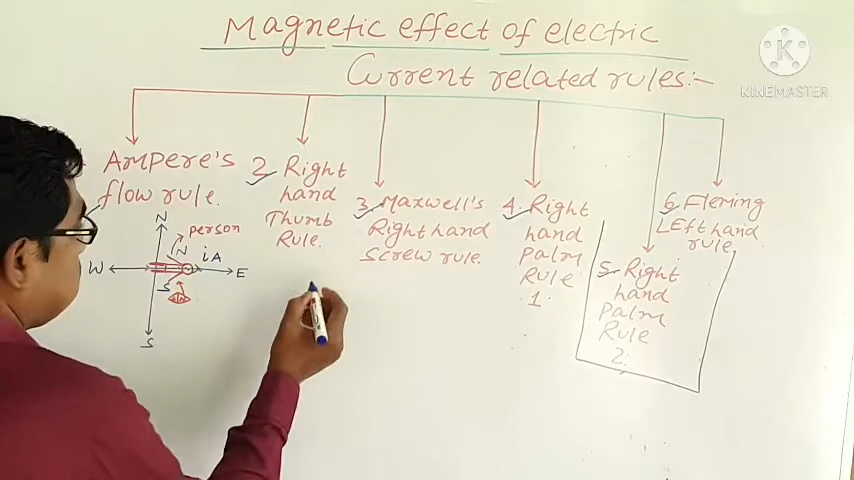 Magnetic effect of electric
Current related rules:-
K
KINEMASTER
Ampere's
flow rule.
2 Right
hand
Thumb
Rule.
3. Maxwell's
Right hand
screw rule.
4. Right
hand
Palm
Rule
1
5. Right
hand
Palm
Rule
2.
6 Fleming
LEft hand
rule.
N
person
N
iA
W
E
S
S